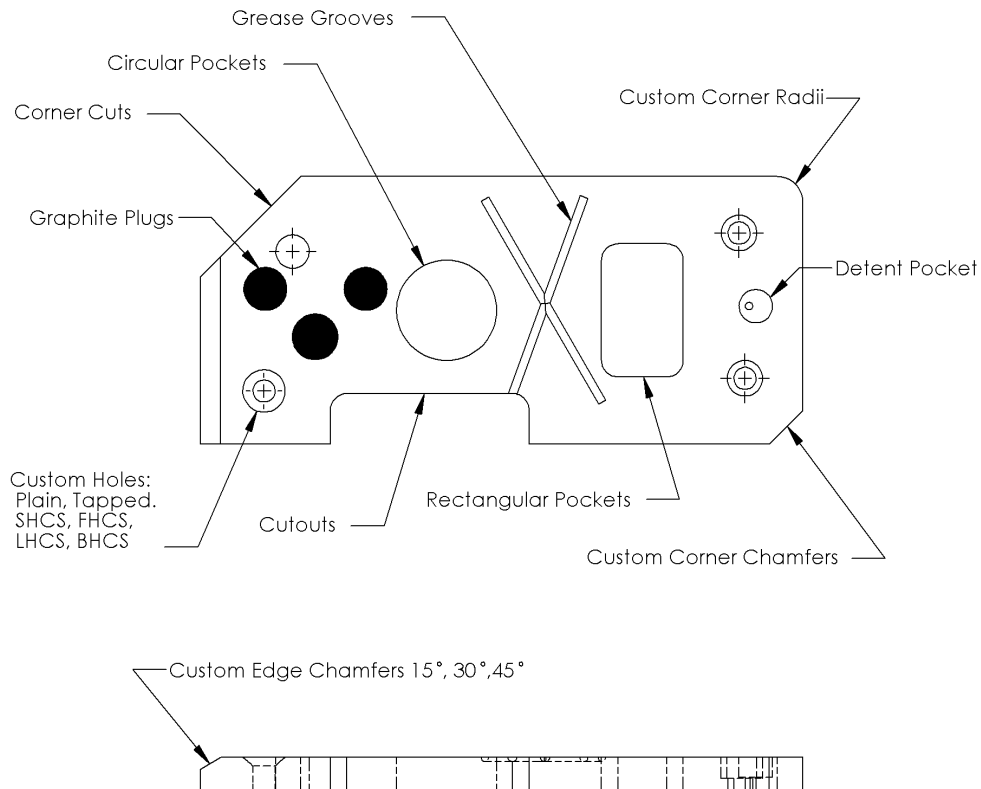 Grease Grooves
Circular Pockets
Custom Corner Radii
Corner Cuts
Graphite Plugs
Detent Pocket
Custom Holes:
Plain, Tapped.
SHCS, FHCS,
LHCS, BHCS
Rectangular Pockets
Cutouts
Custom Corner Chamfers
Custom Edge Chamfers 15°, 30°,45°